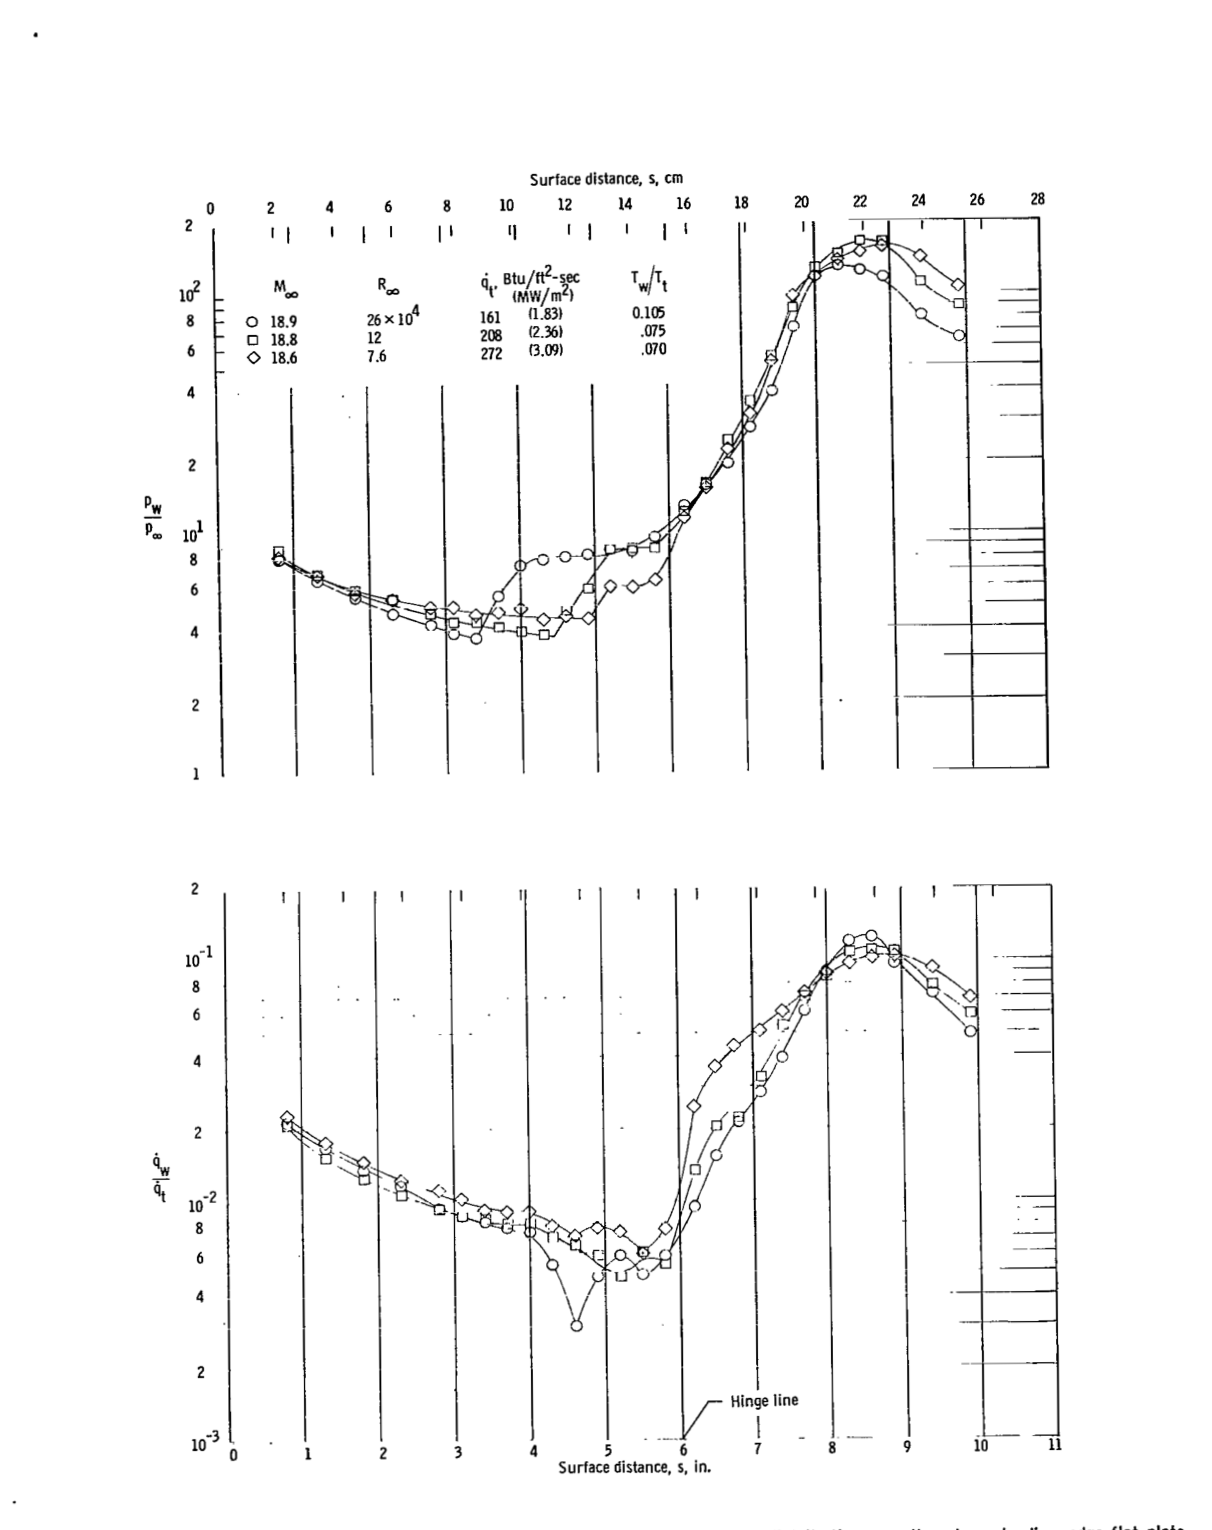 Surface distance, s, cm
0 2 4 6 8 10 12 14 16 18 20 22 24 26 28
2
10²
8
6
4
2
10¹
8
6
4
2
1
p_w/p_∞
M_∞ R_∞ q̇_t, Btu/ft²-sec (MW/m²) T_w/T_t
○ 18.9 26 × 10⁴ 161 (1.83) 0.105
□ 18.8 12 208 (2.36) .075
◇ 18.6 7.6 272 (3.09) .070
2
10⁻¹
8
6
4
2
10⁻²
8
6
4
2
10⁻³
q̇_w/q̇_t
Hinge line
0 1 2 3 4 5 6 7 8 9 10 11
Surface distance, s, in.